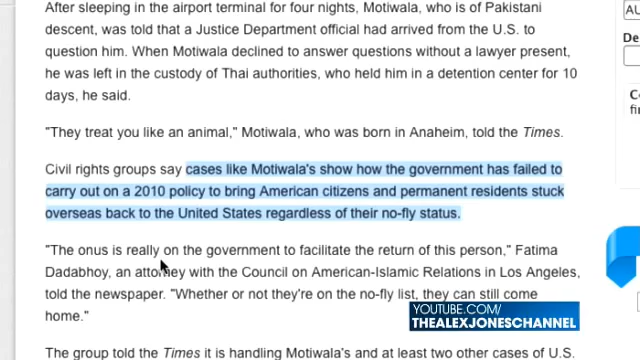 After sleeping in the airport terminal for four nights, Motiwala, who is of Pakistani
descent, was told that a Justice Department official had arrived from the U.S. to
question him. When Motiwala declined to answer questions without a lawyer present,
he was left in the custody of Thai authorities, who held him in a detention center for 10
days, he said.
"They treat you like an animal," Motiwala, who was born in Anaheim, told the Times.
Civil rights groups say cases like Motiwala's show how the government has failed to
carry out on a 2010 policy to bring American citizens and permanent residents stuck
overseas back to the United States regardless of their no-fly status.
"The onus is really on the government to facilitate the return of this person," Fatima
Dadabhoy, an attorney with the Council on American-Islamic Relations in Los Angeles,
told the newspaper. "Whether or not they're on the no-fly list, they can still come
home."
The group told the Times it is handling Motiwala's and at least two other cases of U.S.
YOUTUBE.COM/
THEALEXJONESCHANNEL
AU
De
C
fi